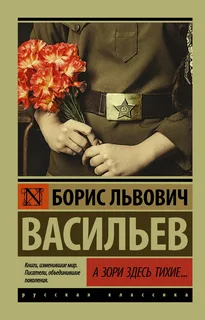 N БОРИС ЛЬВОВИЧ
ВАСИЛЬЕВ
Книги, изменившие мир.
Писатели, объединившие
поколения.
А ЗОРИ ЗДЕСЬ ТИХИЕ...
русская классика